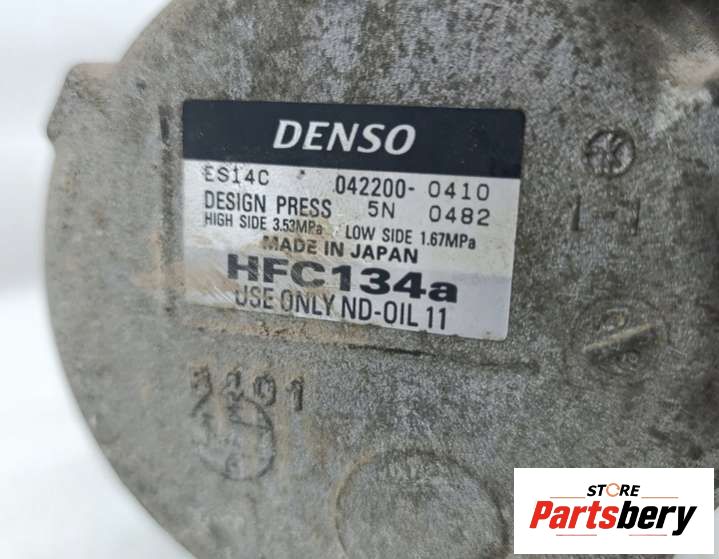 DENSO
ES14C 042200-0410
DESIGN PRESS 5N 0482
HIGH SIDE 3.53MPa LOW SIDE 1.67MPa
MADE IN JAPAN
HFC134a
USE ONLY ND-OIL 11
STORE
Partsbery